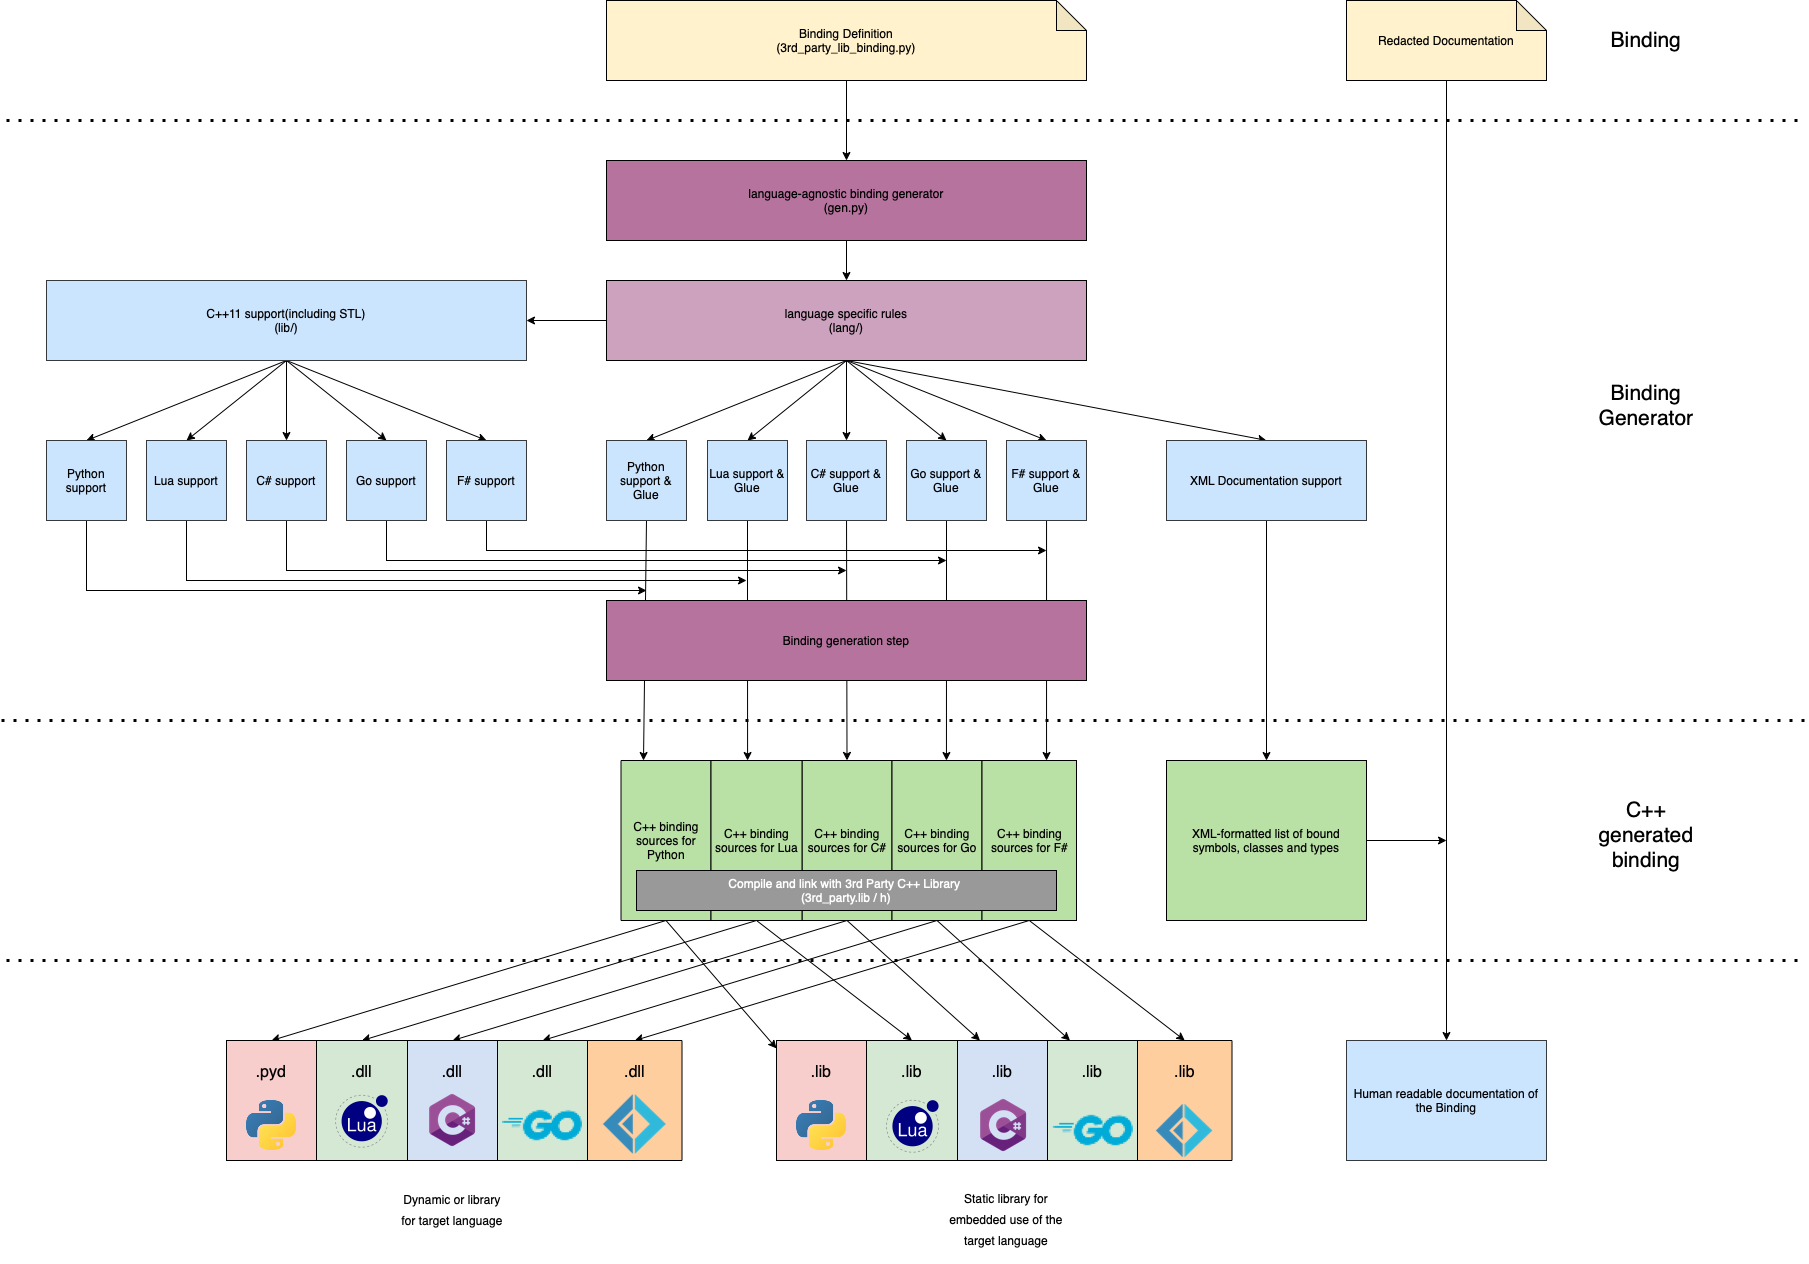 Binding Definition
(3rd_party_lib_binding.py)
Redacted Documentation
Binding
language-agnostic binding generator
(gen.py)
C++11 support(including STL)
(lib/)
language specific rules
(lang/)
Binding
Generator
Python
support
Lua support
C# support
Go support
F# support
Python
support &
Glue
Lua support &
Glue
C# support &
Glue
Go support &
Glue
F# support &
Glue
XML Documentation support
Binding generation step
C++ binding
sources for
Python
C++ binding
sources for Lua
C++ binding
sources for C#
C++ binding
sources for Go
C++ binding
sources for F#
Compile and link with 3rd Party C++ Library
(3rd_party.lib / h)
XML-formatted list of bound
symbols, classes and types
C++
generated
binding
.pyd
.dll
Lua
.dll
C#
.dll
GO
.dll
.lib
.lib
Lua
.lib
C#
.lib
GO
.lib
Human readable documentation of
the Binding
Dynamic or library
for target language
Static library for
embedded use of the
target language